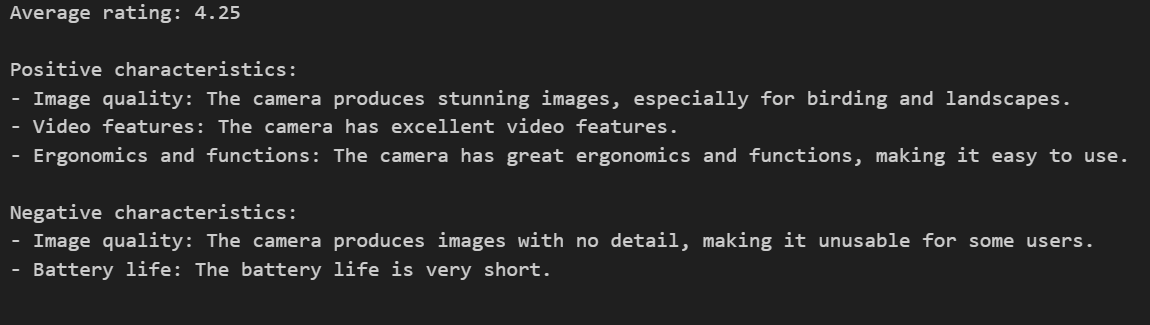 Average rating: 4.25
Positive characteristics:
- Image quality: The camera produces stunning images, especially for birding and landscapes.
- Video features: The camera has excellent video features.
- Ergonomics and functions: The camera has great ergonomics and functions, making it easy to use.
Negative characteristics:
- Image quality: The camera produces images with no detail, making it unusable for some users.
- Battery life: The battery life is very short.